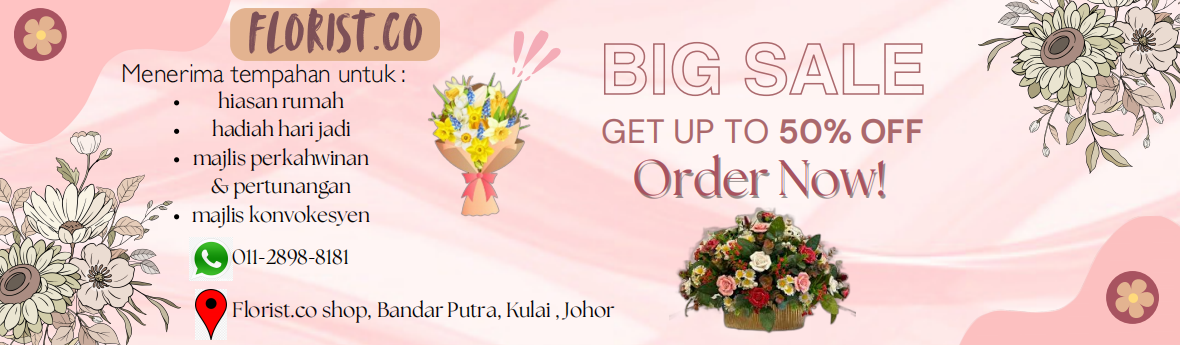 FLORIST.CO
Menerima tempahan untuk :
• hiasan rumah
• hadiah hari jadi
• majlis perkahwinan
& pertunangan
• majlis konvokesyen
011-2898-8181
Florist.co shop, Bandar Putra, Kulai , Johor
BIG SALE
GET UP TO 50% OFF
Order Now!